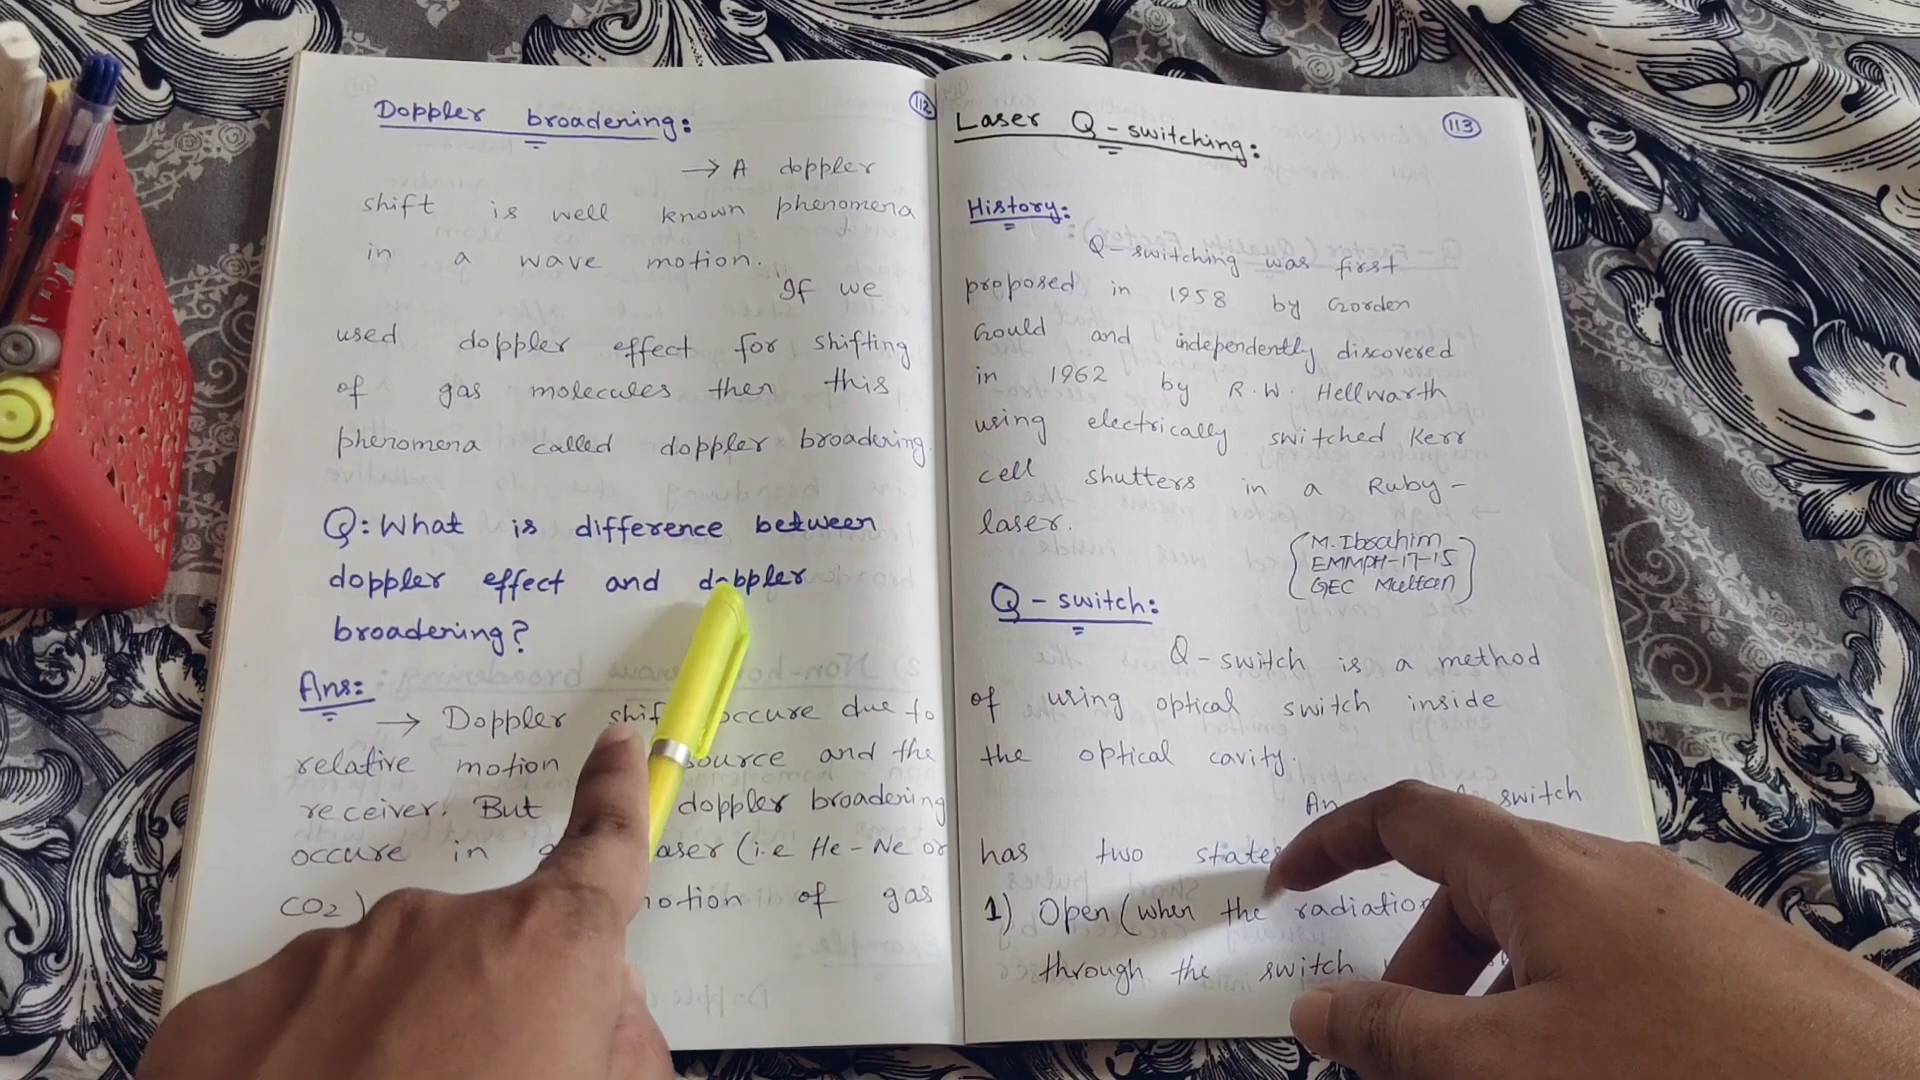 Doppler broadering:
112
→ A doppler
shift is well known phenomena
in a wave motion.
If we
used doppler effect for shifting
of gas molecules then this
phenomena called doppler broadering.
Q: What is difference between
doppler effect and doppler
broadering?
Ans:
→ Doppler shif occure due to
relative motion source and the
receiver. But doppler broadering
occure in aser (i.e He-Ne or
CO2) motion of gas
Laser Q-switching:
113
History:
Q-switching was first
proposed in 1958 by Gorden
Gould and independently discovered
in 1962 by R.W. Hellwarth
using electrically switched Kerr
cell shutters in a Ruby-
laser.
M. Ibrahim
EMMPH-17-15
GEC Multan
Q-switch:
Q-switch is a method
of using optical switch inside
the optical cavity.
An switch
has two states
1) Open (when the radiation
through the switch